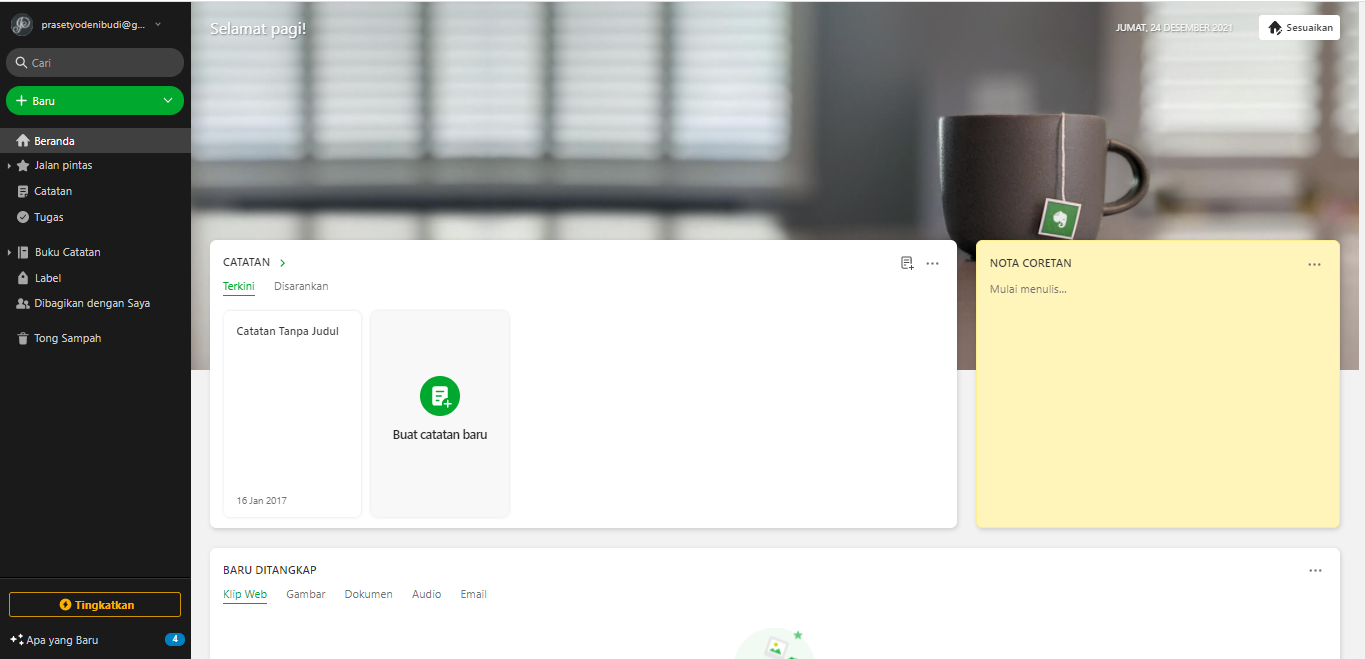 prasetyodenibudi@g...
Cari
Baru
Beranda
Jalan pintas
Catatan
Tugas
Buku Catatan
Label
Dibagikan dengan Saya
Tong Sampah
Tingkatkan
Apa yang Baru
4
Selamat pagi!
JUMAT, 24 DESEMBER 2021
Sesuaikan
CATATAN
Terkini Disarankan
Catatan Tanpa Judul
16 Jan 2017
Buat catatan baru
NOTA CORETAN
Mulai menulis...
BARU DITANGKAP
Klip Web Gambar Dokumen Audio Email